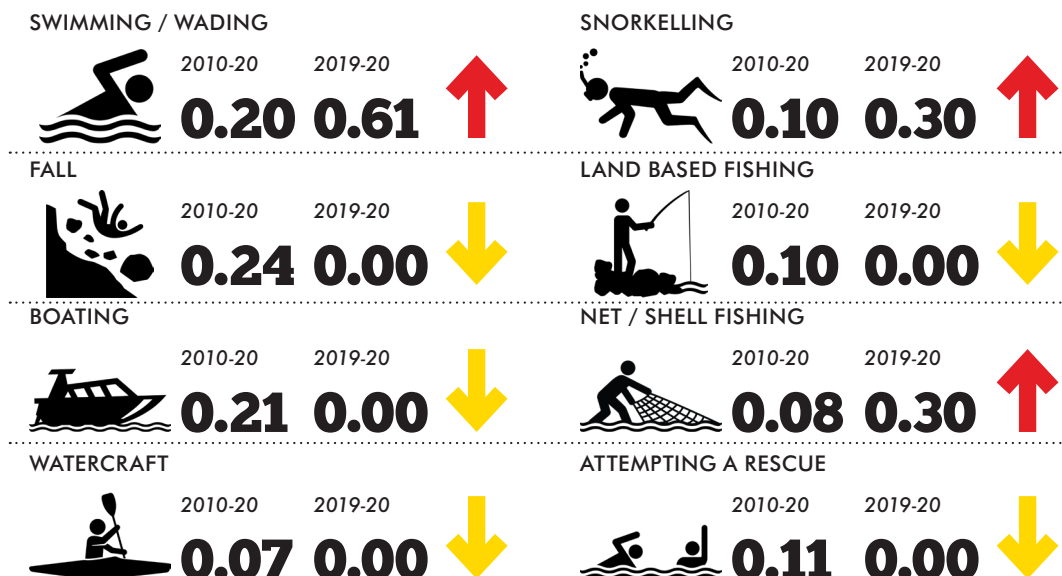 SWIMMING / WADING
2010-20 2019-20
0.20 0.61
SNORKELLING
2010-20 2019-20
0.10 0.30
FALL
2010-20 2019-20
0.24 0.00
LAND BASED FISHING
2010-20 2019-20
0.10 0.00
BOATING
2010-20 2019-20
0.21 0.00
NET / SHELL FISHING
2010-20 2019-20
0.08 0.30
WATERCRAFT
2010-20 2019-20
0.07 0.00
ATTEMPTING A RESCUE
2010-20 2019-20
0.11 0.00